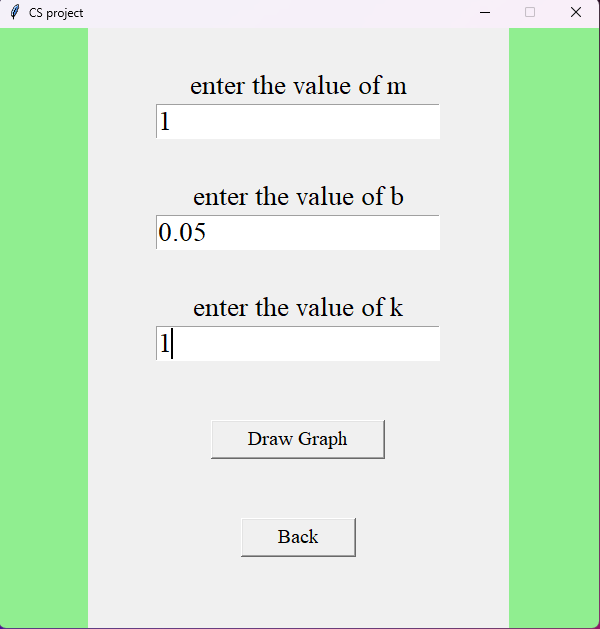 CS project
enter the value of m
1
enter the value of b
0.05
enter the value of k
1
Draw Graph
Back